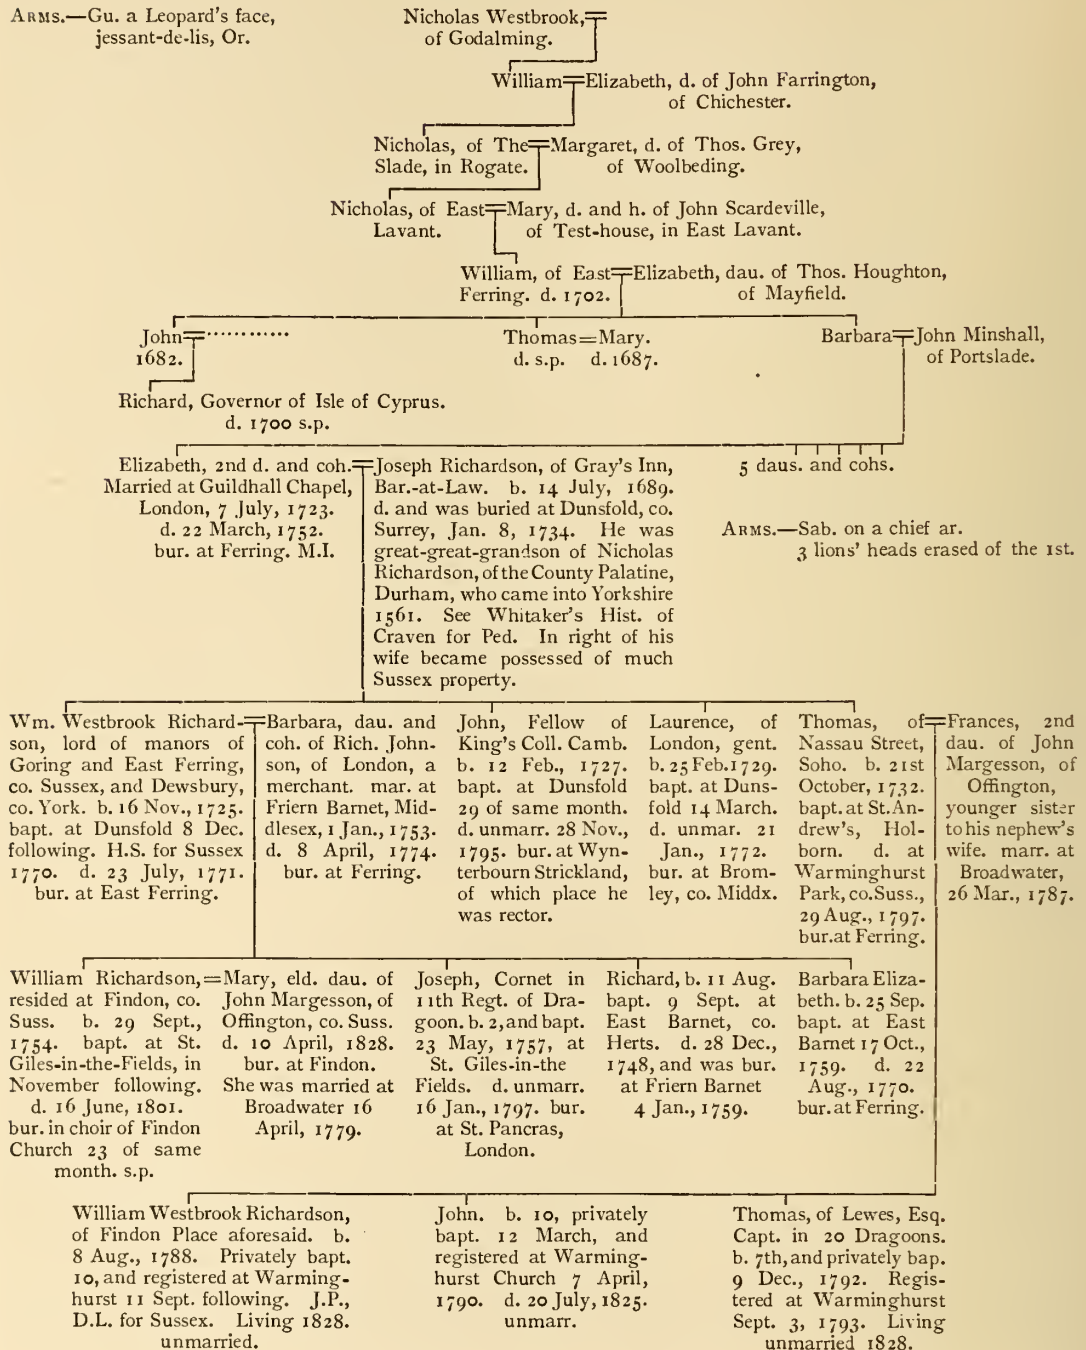 ARMS.—Gu. a Leopard's face,
jessant-de-lis, Or.
Nicholas Westbrook,
of Godalming.
William=Elizabeth, d. of John Farrington,
of Chichester.
Nicholas, of The=Margaret, d. of Thos. Grey,
Slade, in Rogate. of Woolbeding.
Nicholas, of East=Mary, d. and h. of John Scardeville,
Lavant. of Test-house, in East Lavant.
William, of East=Elizabeth, dau. of Thos. Houghton,
Ferring. d. 1702. of Mayfield.
John=............
1682.
Thomas=Mary.
d. s.p. d. 1687.
Barbara=John Minshall,
of Portslade.
Richard, Governor of Isle of Cyprus.
d. 1700 s.p.
Elizabeth, 2nd d. and coh.=
Married at Guildhall Chapel,
London, 7 July, 1723.
d. 22 March, 1752.
bur. at Ferring. M.I.
Joseph Richardson, of Gray's Inn,
Bar.-at-Law. b. 14 July, 1689.
d. and was buried at Dunsfold, co.
Surrey, Jan. 8, 1734. He was
great-great-grandson of Nicholas
Richardson, of the County Palatine,
Durham, who came into Yorkshire
1561. See Whitaker's Hist. of
Craven for Ped. In right of his
wife became possessed of much
Sussex property.
5 daus. and cohs.
ARMS.—Sab. on a chief ar.
3 lions' heads erased of the 1st.
Wm. Westbrook Richard-=
son, lord of manors of
Goring and East Ferring,
co. Sussex, and Dewsbury,
co. York. b. 16 Nov., 1725.
bapt. at Dunsfold 8 Dec.
following. H.S. for Sussex
1770. d. 23 July, 1771.
bur. at East Ferring.
Barbara, dau. and
coh. of Rich. John-
son, of London, a
merchant. mar. at
Friern Barnet, Mid-
dlesex, 1 Jan., 1753.
d. 8 April, 1774.
bur. at Ferring.
John, Fellow of
King's Coll. Camb.
b. 12 Feb., 1727.
bapt. at Dunsfold
29 of same month.
d. unmarr. 28 Nov.,
1795. bur. at Wyn-
terbourn Strickland,
of which place he
was rector.
Laurence, of
London, gent.
b. 25 Feb. 1729.
bapt. at Duns-
fold 14 March.
d. unmar. 21
Jan., 1772.
bur. at Brom-
ley, co. Middx.
Thomas, of=
Nassau Street,
Soho. b. 21st
October, 1732.
bapt. at St. An-
drew's, Hol-
born. d. at
Warminghurst
Park, co. Suss.,
29 Aug., 1797.
bur. at Ferring.
Frances, 2nd
dau. of John
Margesson, of
Offington,
younger sister
to his nephew's
wife. marr. at
Broadwater,
26 Mar., 1787.
William Richardson,=
resided at Findon, co.
Suss. b. 29 Sept.,
1754. bapt. at St.
Giles-in-the-Fields, in
November following.
d. 16 June, 1801.
bur. in choir of Findon
Church 23 of same
month. s.p.
Mary, eld. dau. of
John Margesson, of
Offington, co. Suss.
d. 10 April, 1828.
bur. at Findon.
She was married at
Broadwater 16
April, 1779.
Joseph, Cornet in
11th Regt. of Dra-
goon. b. 2, and bapt.
23 May, 1757, at
St. Giles-in-the
Fields. d. unmarr.
16 Jan., 1797. bur.
at St. Pancras,
London.
Richard, b. 11 Aug.
bapt. 9 Sept. at
East Barnet, co.
Herts. d. 28 Dec.,
1748, and was bur.
at Friern Barnet
4 Jan., 1759.
Barbara Eliza-
beth. b. 25 Sep.
bapt. at East
Barnet 17 Oct.,
1759. d. 22
Aug., 1770.
bur. at Ferring.
William Westbrook Richardson,
of Findon Place aforesaid. b.
8 Aug., 1788. Privately bapt.
10, and registered at Warming-
hurst 11 Sept. following. J.P.,
D.L. for Sussex. Living 1828.
unmarried.
John. b. 10, privately
bapt. 12 March, and
registered at Warming-
hurst Church 7 April,
1790. d. 20 July, 1825.
unmarr.
Thomas, of Lewes, Esq.
Capt. in 20 Dragoons.
b. 7th, and privately bap.
9 Dec., 1792. Regis-
tered at Warminghurst
Sept. 3, 1793. Living
unmarried 1828.